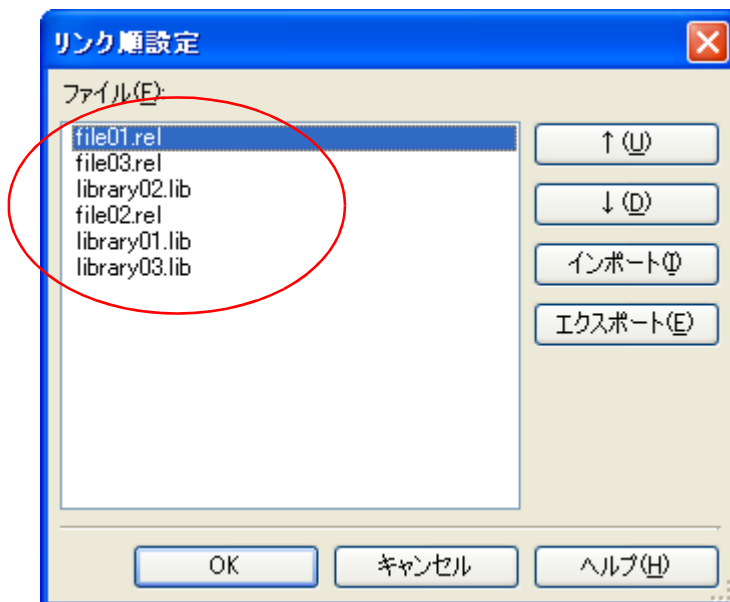 リンク順設定
ファイル(F):
file01.rel
file03.rel
library02.lib
file02.rel
library01.lib
library03.lib
↑(U)
↓(D)
インポート(I)
エクスポート(E)
OK
キャンセル
ヘルプ(H)